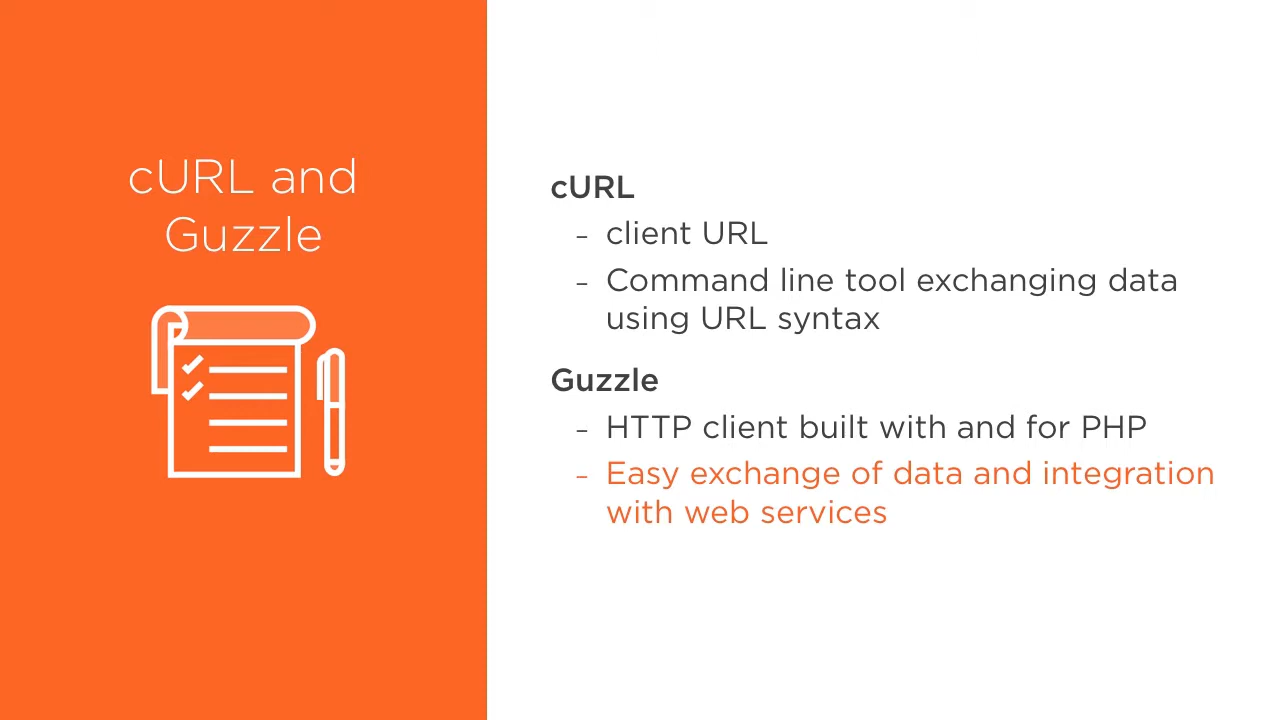 cURL and
Guzzle
cURL
- client URL
- Command line tool exchanging data
using URL syntax
Guzzle
- HTTP client built with and for PHP
- Easy exchange of data and integration
with web services